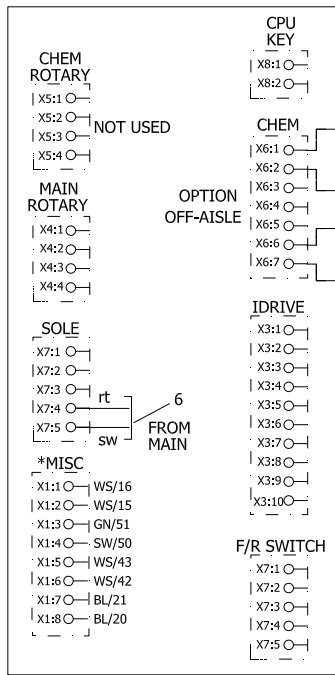 CHEM
ROTARY
X5:1
X5:2
X5:3
X5:4
NOT USED
MAIN
ROTARY
X4:1
X4:2
X4:3
X4:4
SOLE
X7:1
X7:2
X7:3
X7:4 rt
X7:5 sw
6
FROM
MAIN
*MISC
X1:1 WS/16
X1:2 WS/15
X1:3 GN/51
X1:4 SW/50
X1:5 WS/43
X1:6 WS/42
X1:7 BL/21
X1:8 BL/20
CPU
KEY
X8:1
X8:2
CHEM
X6:1
X6:2
X6:3
X6:4
X6:5
X6:6
X6:7
OPTION
OFF-AISLE
IDRIVE
X3:1
X3:2
X3:3
X3:4
X3:5
X3:6
X3:7
X3:8
X3:9
X3:10
F/R SWITCH
X7:1
X7:2
X7:3
X7:4
X7:5